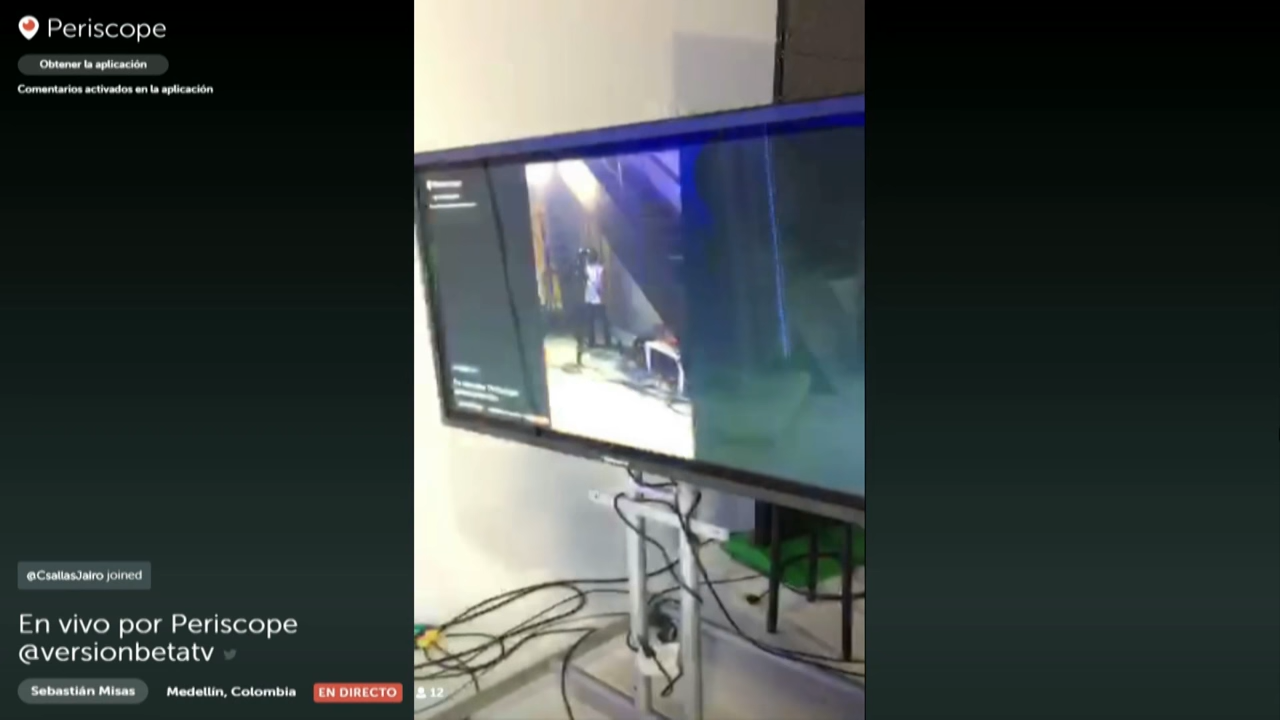 Periscope
Obtener la aplicación
Comentarios activados en la aplicación
@CsallasJairo joined
En vivo por Periscope
@versionbetatv
Sebastián Misas Medellín, Colombia EN DIRECTO 12